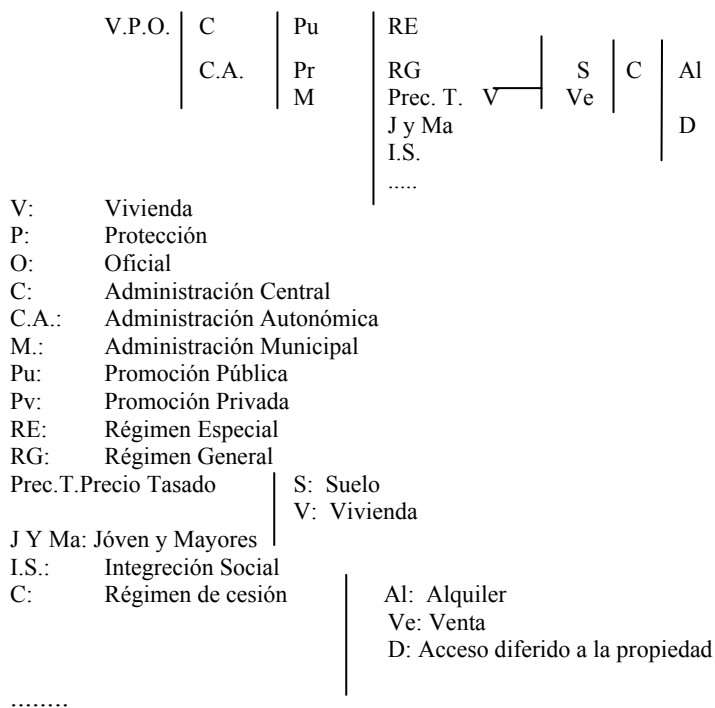 V.P.O. C Pu RE
C.A. Pr RG S C Al
M Prec. T. V Ve
J y Ma D
I.S.
.....
V: Vivienda
P: Protección
O: Oficial
C: Administración Central
C.A.: Administración Autonómica
M.: Administración Municipal
Pu: Promoción Pública
Pv: Promoción Privada
RE: Régimen Especial
RG: Régimen General
Prec.T.Precio Tasado S: Suelo
V: Vivienda
J Y Ma: Jóven y Mayores
I.S.: Integreción Social
C: Régimen de cesión Al: Alquiler
Ve: Venta
D: Acceso diferido a la propiedad
........